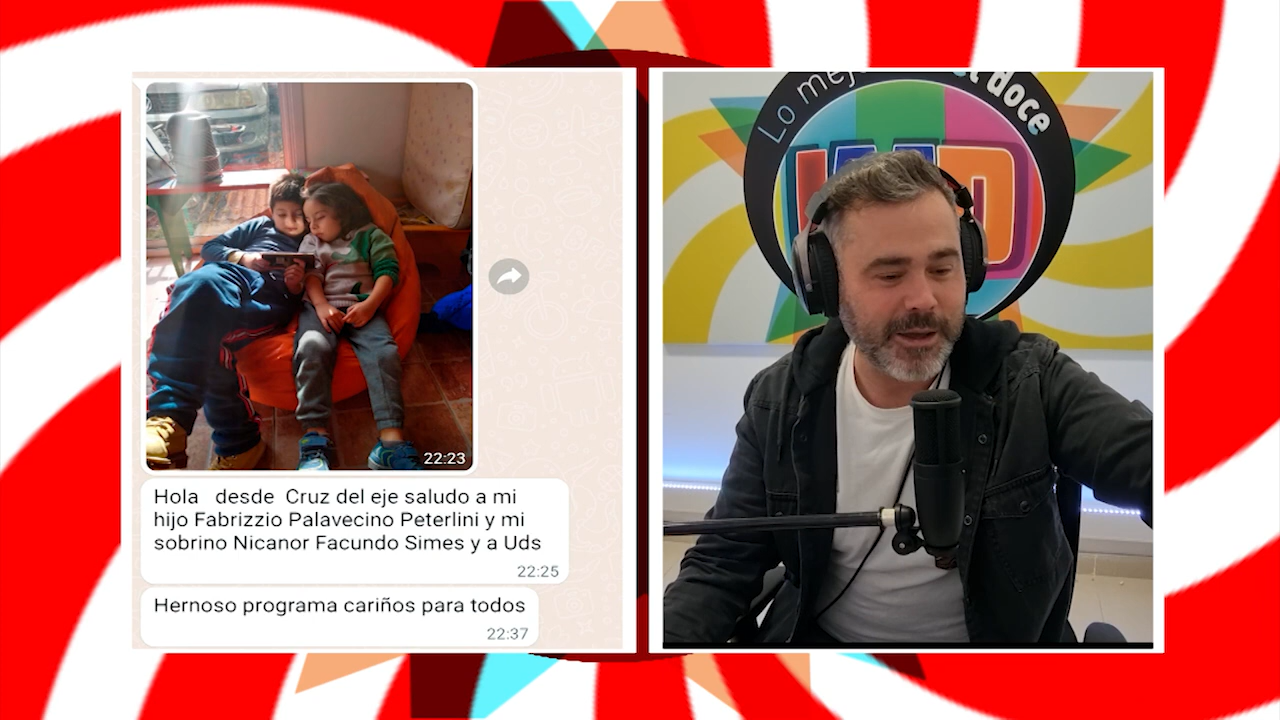 22:23
Hola desde Cruz del eje saludo a mi
hijo Fabrizzio Palavecino Peterlini y mi
sobrino Nicanor Facundo Simes y a Uds
22:25
Hernoso programa cariños para todos
22:37
Lo mej
doce